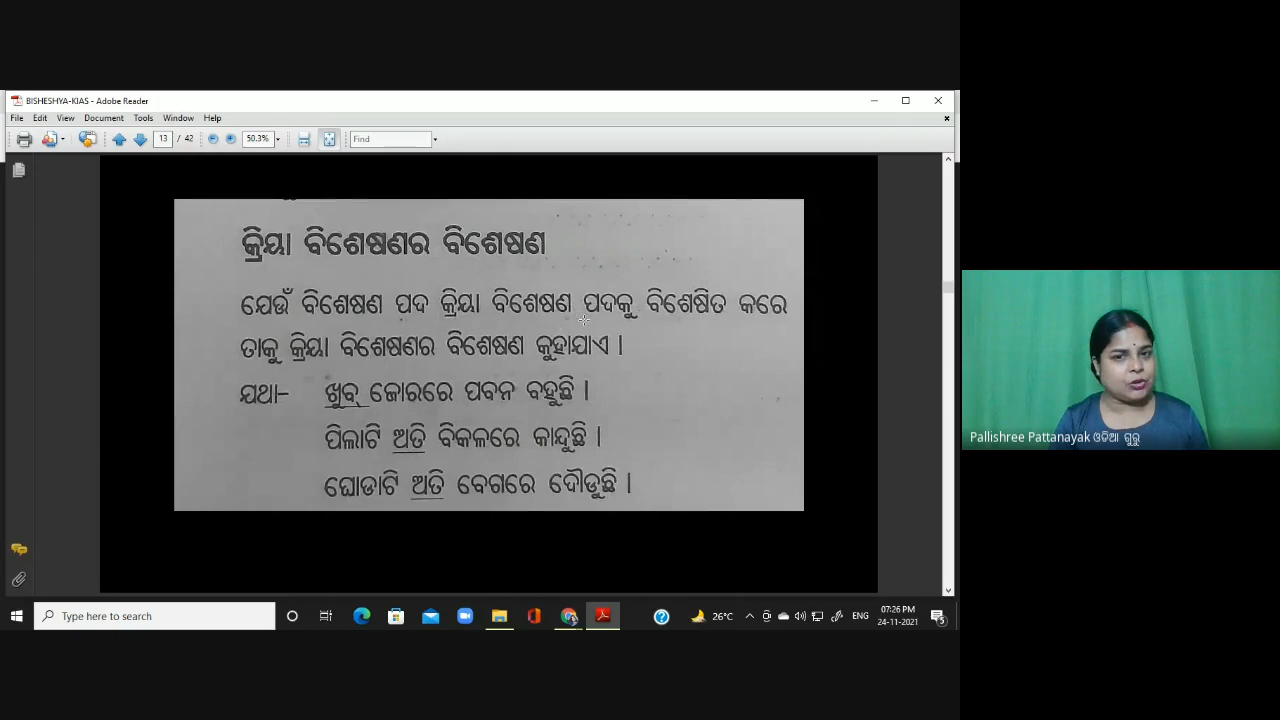 BISHESHYA-KIAS - Adobe Reader
File Edit View Document Tools Window Help
13 / 42 50.3% Find
କ୍ରିୟା ବିଶେଷଣର ବିଶେଷଣ
ଯେଉଁ ବିଶେଷଣ ପଦ କ୍ରିୟା ବିଶେଷଣ ପଦକୁ ବିଶେଷିତ କରେ
ତାକୁ କ୍ରିୟା ବିଶେଷଣର ବିଶେଷଣ କୁହାଯାଏ |
ଯଥା- ଖୁବ୍ ଜୋରରେ ପବନ ବହୁଛି |
ପିଲାଟି ଅତି ବିକଳରେ କାନ୍ଦୁଛି |
ଘୋଡାଟି ଅତି ବେଗରେ ଦୌଡୁଛି |
Pallishree Pattanayak ଓଡିଆ ଗୁରୁ
Type here to search
26°C ENG 07:26 PM
24-11-2021 5